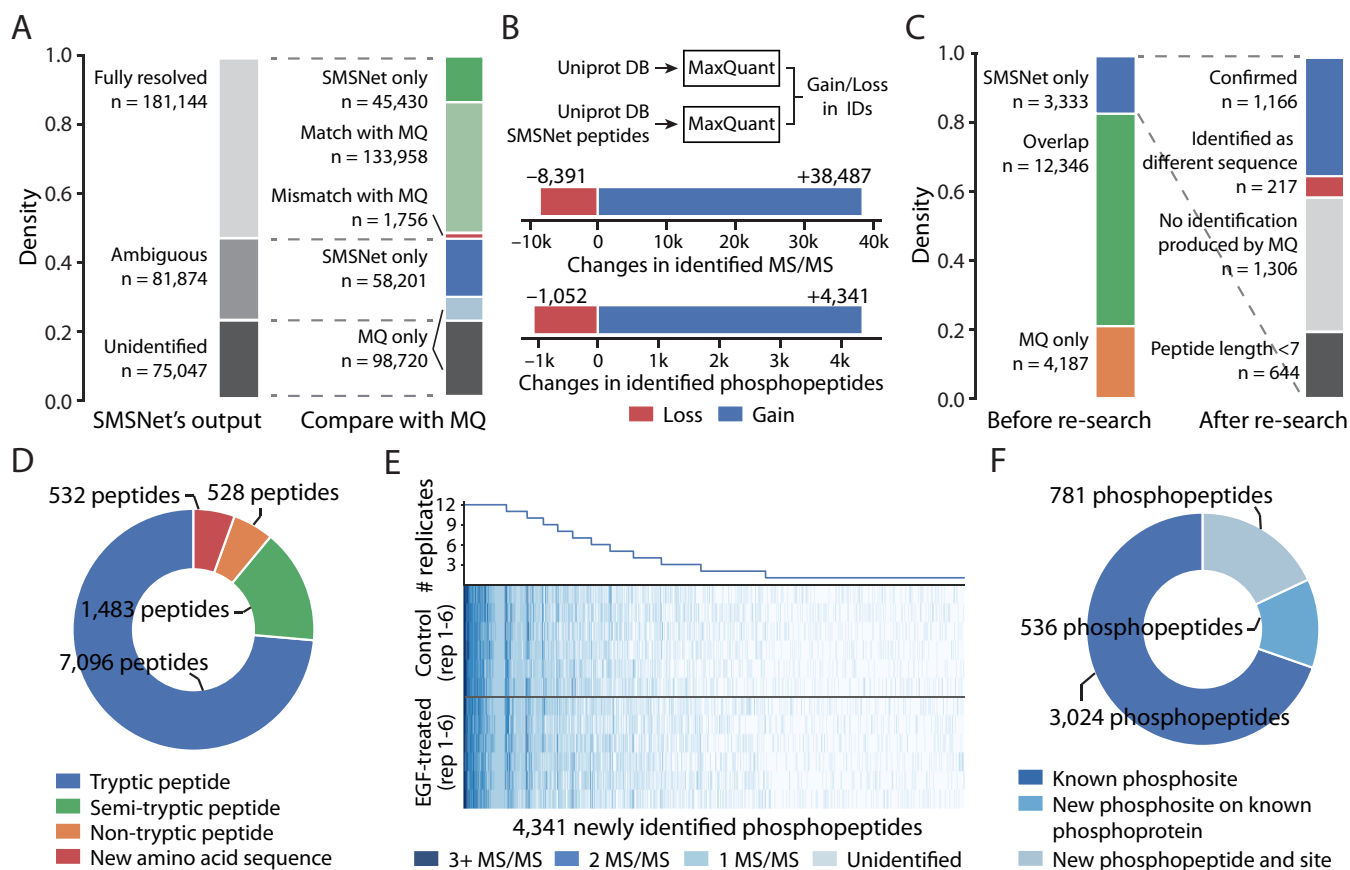 A
1.0
0.8
0.6
0.4
0.2
0.0
Density
Fully resolved
n = 181,144
Ambiguous
n = 81,874
Unidentified
n = 75,047
SMSNet's output
SMSNet only
n = 45,430
Match with MQ
n = 133,958
Mismatch with MQ
n = 1,756
SMSNet only
n = 58,201
MQ only
n = 98,720
Compare with MQ
B
Uniprot DB
MaxQuant
Uniprot DB
SMSNet peptides
MaxQuant
Gain/Loss
in IDs
−8,391
+38,487
−10k 0 10k 20k 30k 40k
Changes in identified MS/MS
−1,052
+4,341
−1k 0 1k 2k 3k 4k
Changes in identified phosphopeptides
Loss Gain
C
1.0
0.8
0.6
0.4
0.2
0.0
Density
SMSNet only
n = 3,333
Overlap
n = 12,346
MQ only
n = 4,187
Before re-search
Confirmed
n = 1,166
Identified as
different sequence
n = 217
No identification
produced by MQ
n = 1,306
Peptide length <7
n = 644
After re-search
D
532 peptides
528 peptides
1,483 peptides
7,096 peptides
Tryptic peptide
Semi-tryptic peptide
Non-tryptic peptide
New amino acid sequence
E
# replicates
12
9
6
3
Control
(rep 1-6)
EGF-treated
(rep 1-6)
4,341 newly identified phosphopeptides
3+ MS/MS 2 MS/MS 1 MS/MS Unidentified
F
781 phosphopeptides
536 phosphopeptides
3,024 phosphopeptides
Known phosphosite
New phosphosite on known
phosphoprotein
New phosphopeptide and site